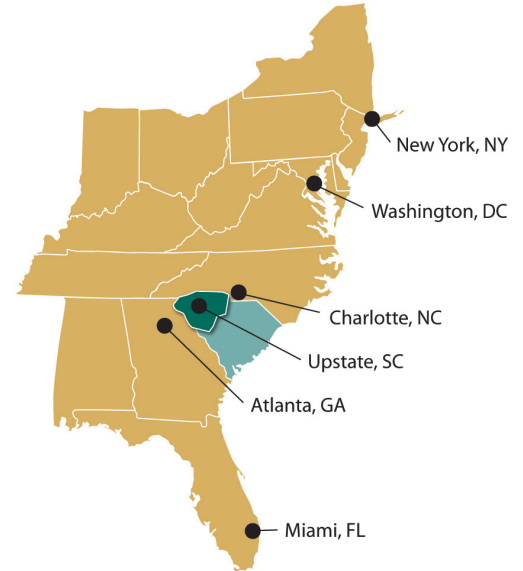 New York, NY
Washington, DC
Charlotte, NC
Upstate, SC
Atlanta, GA
Miami, FL